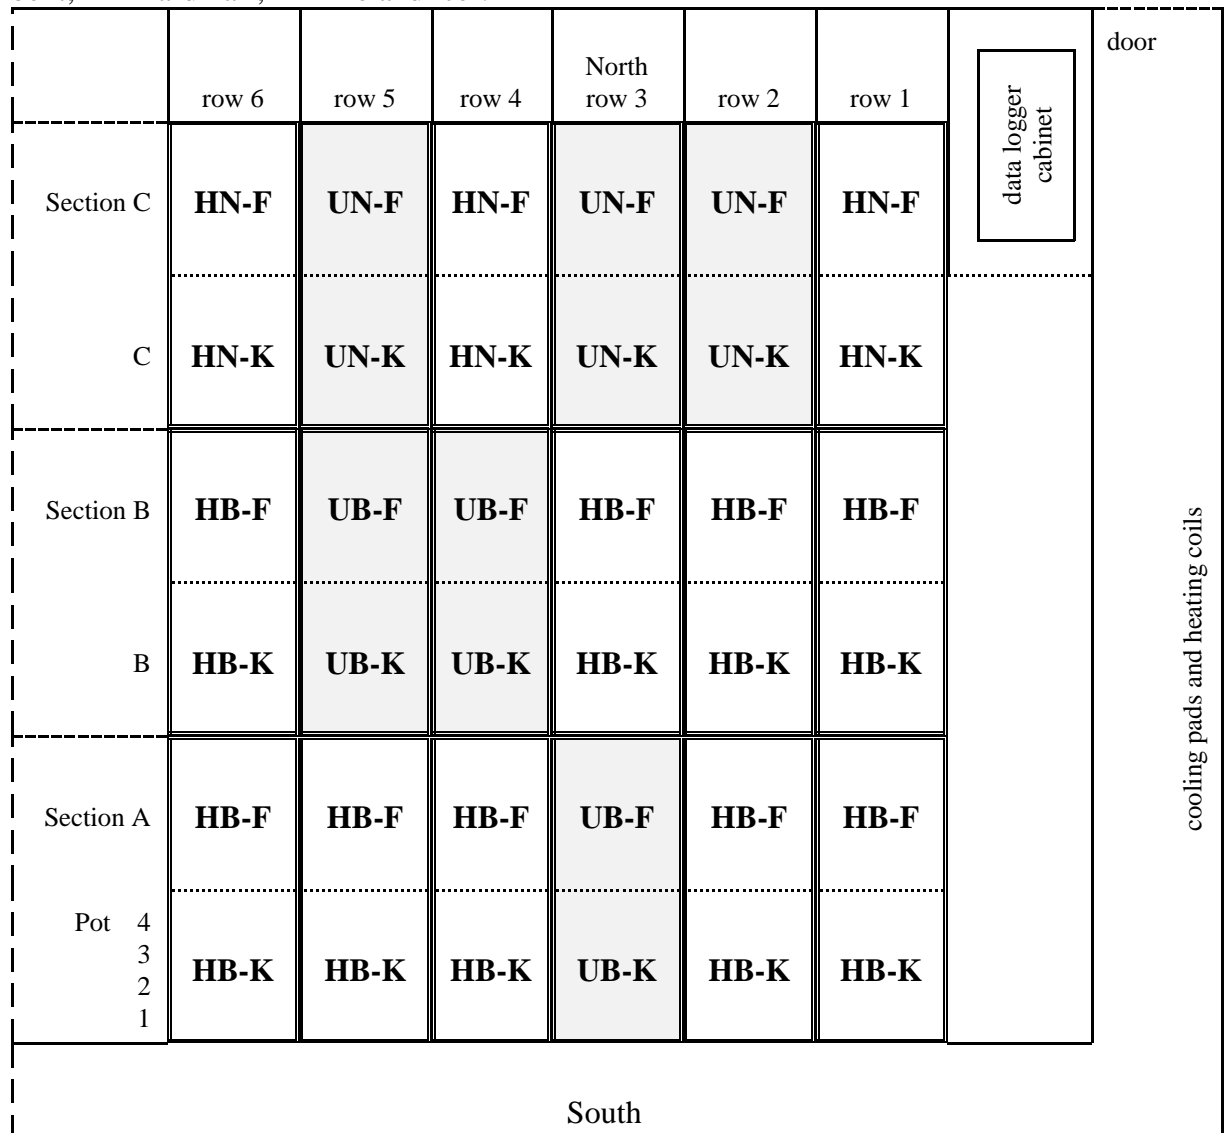 door
North
row 6 row 5 row 4 row 3 row 2 row 1
data logger
cabinet
Section C HN-F UN-F HN-F UN-F UN-F HN-F
C HN-K UN-K HN-K UN-K UN-K HN-K
Section B HB-F UB-F UB-F HB-F HB-F HB-F
B HB-K UB-K UB-K HB-K HB-K HB-K
cooling pads and heating coils
Section A HB-F HB-F HB-F UB-F HB-F HB-F
Pot 4
3
HB-K HB-K HB-K UB-K HB-K HB-K
2
1
South